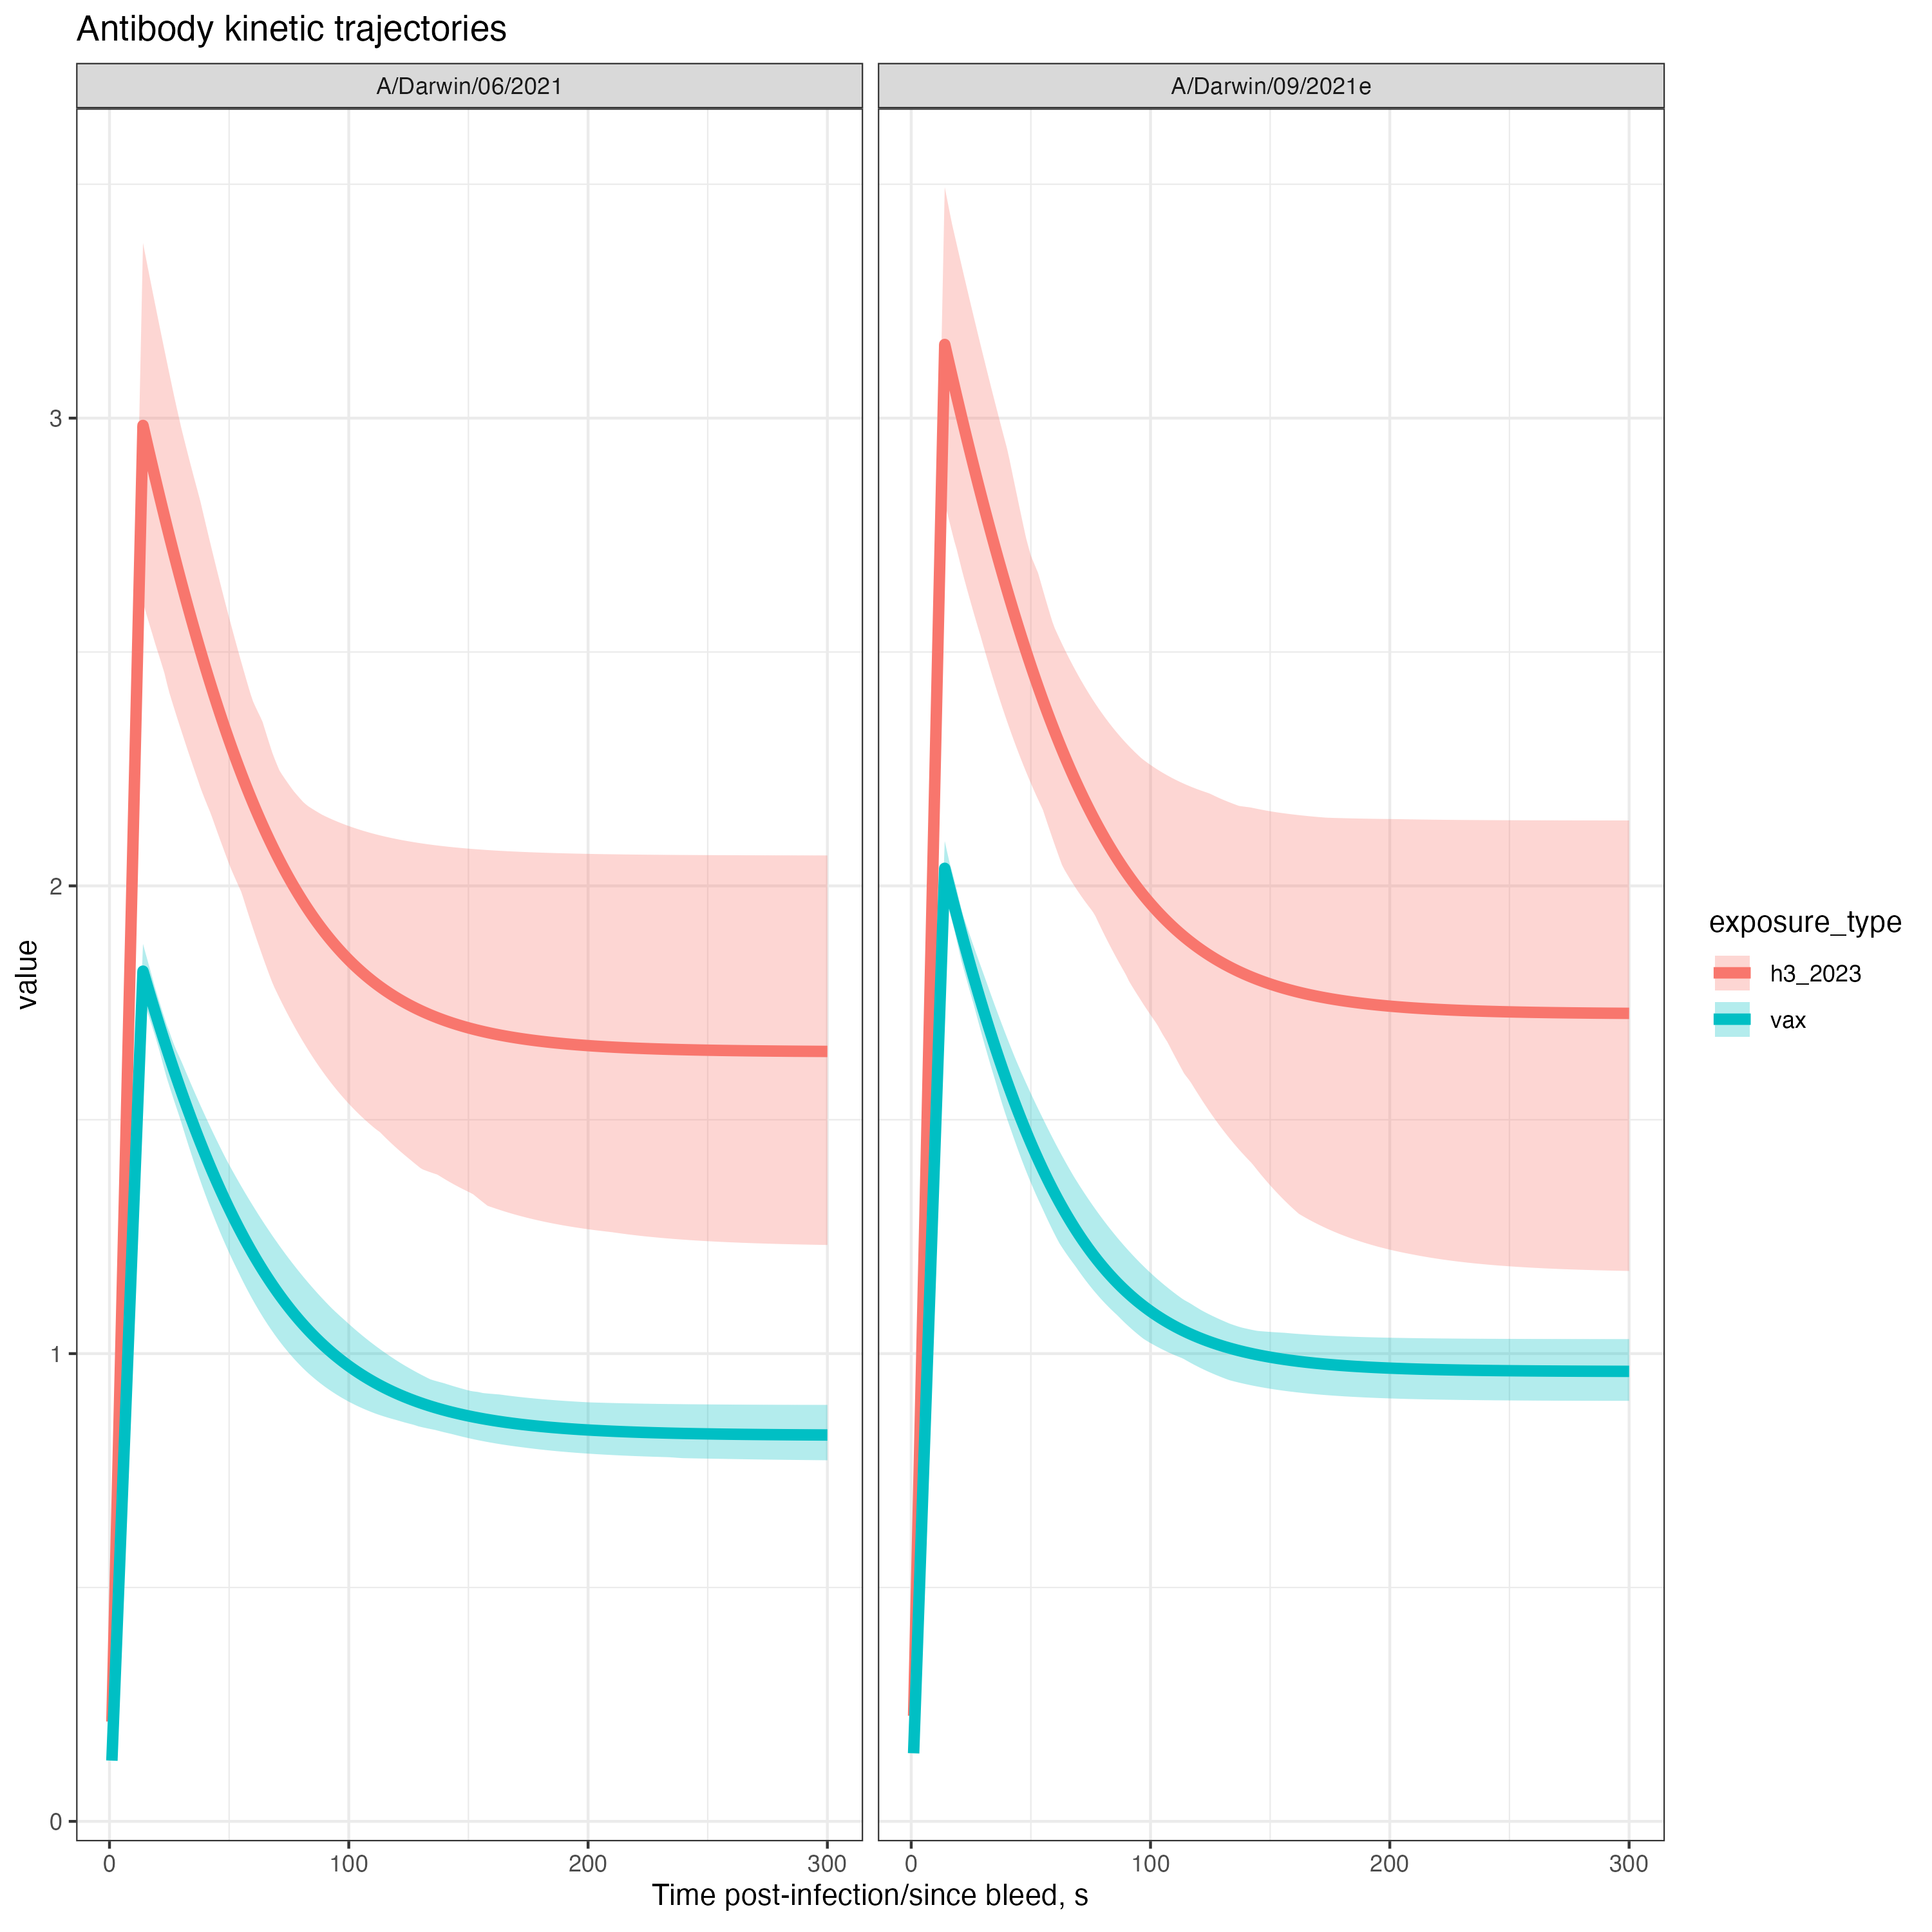 Antibody kinetic trajectories
A/Darwin/06/2021
A/Darwin/09/2021e
value
3
2
1
0
0 100 200 300
0 100 200 300
Time post-infection/since bleed, s
exposure_type
h3_2023
vax